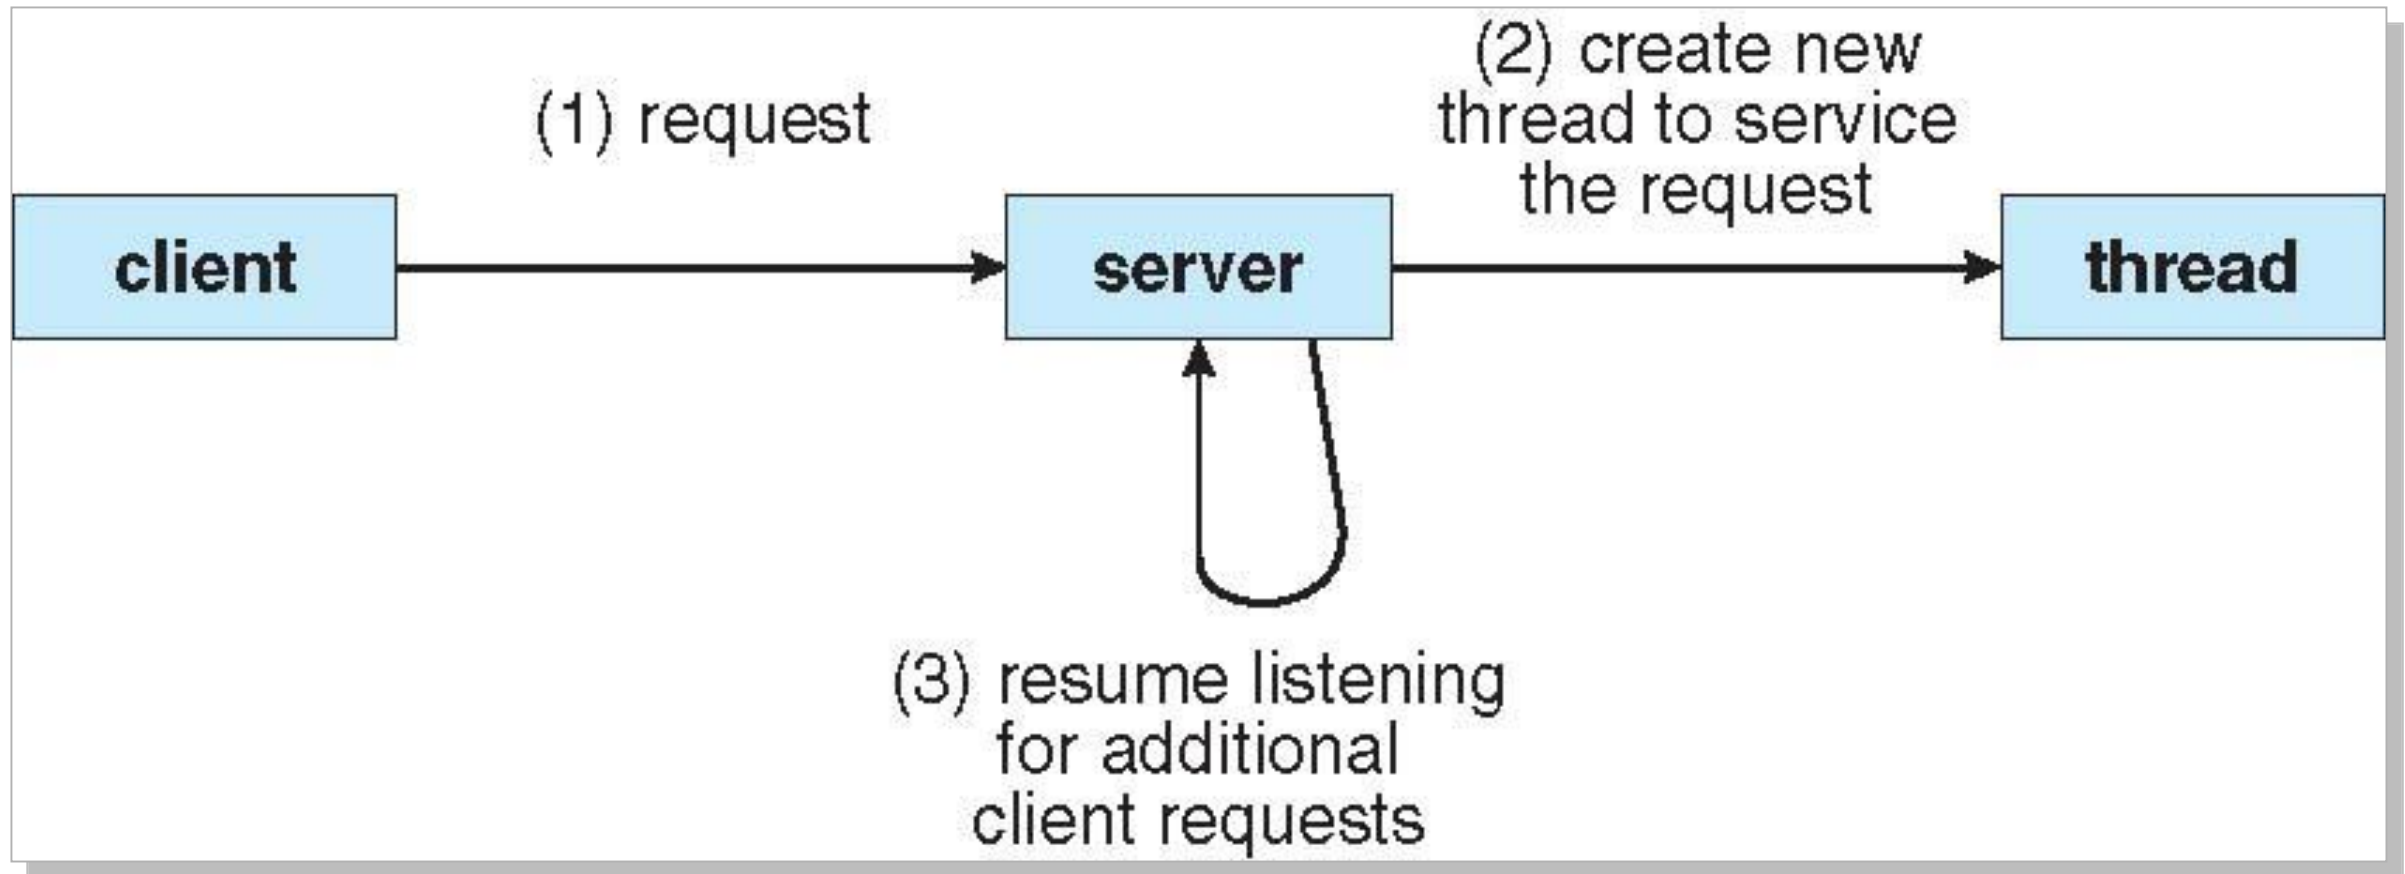 (1) request
(2) create new
thread to service
the request
client
server
thread
(3) resume listening
for additional
client requests